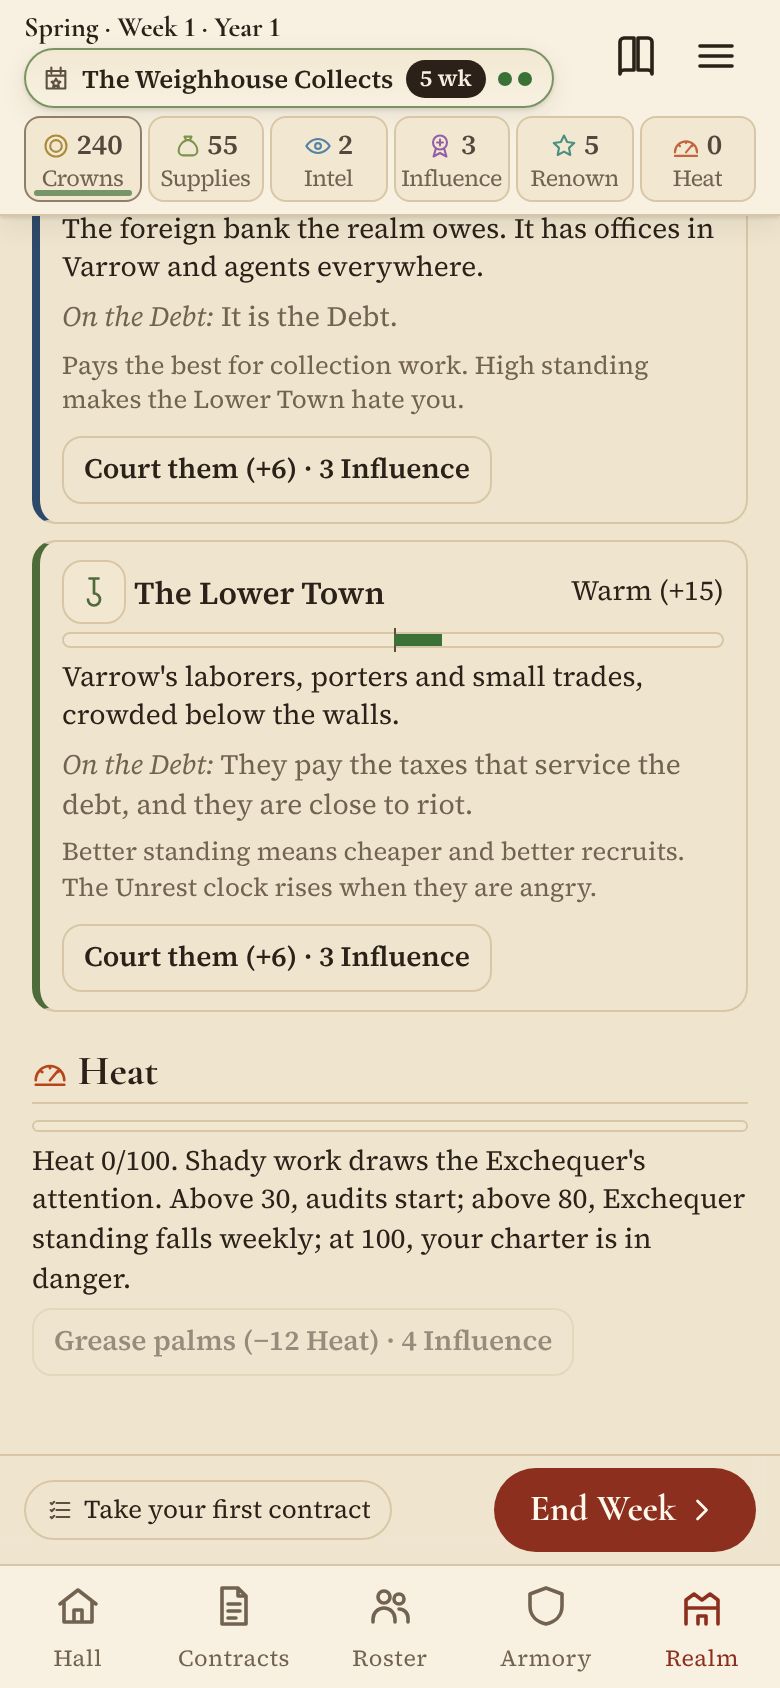 Spring · Week 1 · Year 1
The Weighhouse Collects 5 wk
240 55 2 3 5 0
Crowns Supplies Intel Influence Renown Heat
The foreign bank the realm owes. It has offices in
Varrow and agents everywhere.
On the Debt: It is the Debt.
Pays the best for collection work. High standing
makes the Lower Town hate you.
Court them (+6) · 3 Influence
The Lower Town Warm (+15)
Varrow's laborers, porters and small trades,
crowded below the walls.
On the Debt: They pay the taxes that service the
debt, and they are close to riot.
Better standing means cheaper and better recruits.
The Unrest clock rises when they are angry.
Court them (+6) · 3 Influence
Heat
Heat 0/100. Shady work draws the Exchequer's
attention. Above 30, audits start; above 80, Exchequer
standing falls weekly; at 100, your charter is in
danger.
Grease palms (−12 Heat) · 4 Influence
Take your first contract End Week
Hall Contracts Roster Armory Realm